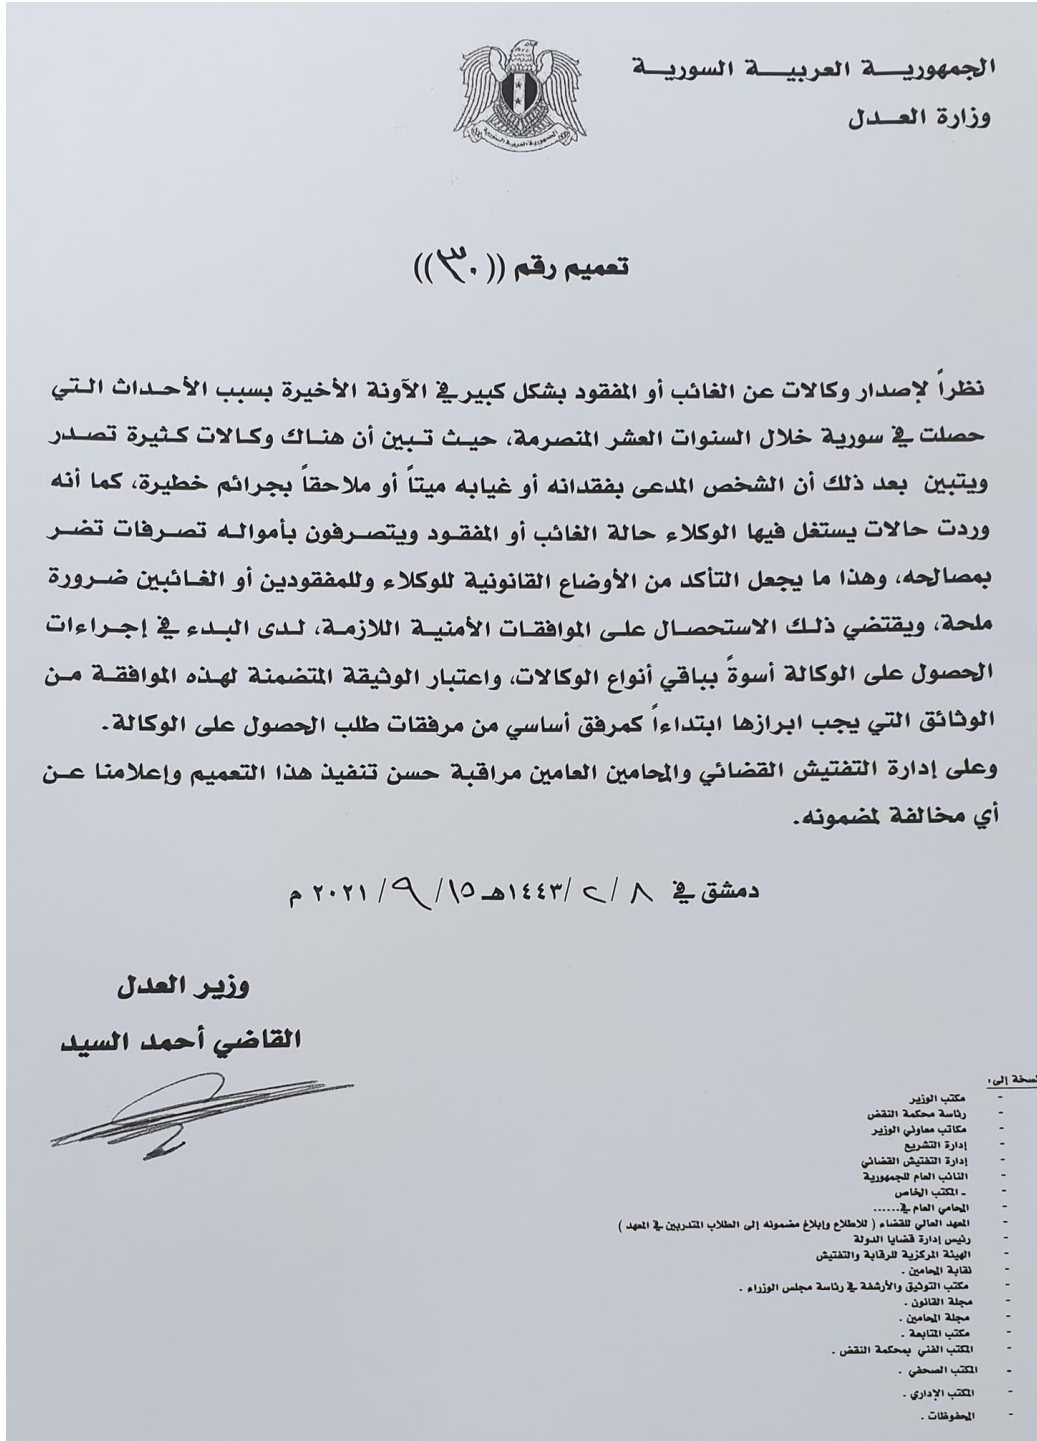 الجمهورية العربية السورية
وزارة العدل
الجمهورية العربية السورية
تعميم رقم ((٣٠))
نظراً لإصدار وكالات عن الغائب أو المفقود بشكل كبير في الآونة الأخيرة بسبب الأحداث التي
حصلت في سورية خلال السنوات العشر المنصرمة، حيث تبين أن هناك وكالات كثيرة تصدر
ويتبين بعد ذلك أن الشخص المدعى بفقدانه أو غيابه ميتاً أو ملاحقاً بجرائم خطيرة، كما أنه
وردت حالات يستغل فيها الوكلاء حالة الغائب أو المفقود ويتصرفون بأمواله تصرفات تضر
بمصالحه، وهذا ما يجعل التأكد من الأوضاع القانونية للوكلاء وللمفقودين أو الغائبين ضرورة
ملحة، ويقتضي ذلك الاستحصال على الموافقات الأمنية اللازمة، لدى البدء في إجراءات
الحصول على الوكالة أسوةً بباقي أنواع الوكالات، واعتبار الوثيقة المتضمنة لهذه الموافقة من
الوثائق التي يجب ابرازها ابتداءاً كمرفق أساسي من مرفقات طلب الحصول على الوكالة.
وعلى إدارة التفتيش القضائي والمحامين العامين مراقبة حسن تنفيذ هذا التعميم وإعلامنا عن
أي مخالفة لمضمونه.
دمشق في ٨ /٢ /١٤٤٣هـ ١٥/ ٩/ ٢٠٢١ م
وزير العدل
القاضي أحمد السيد
نسخة إلى:
- مكتب الوزير
- رئاسة محكمة النقض
- مكاتب معاوني الوزير
- إدارة التشريع
- إدارة التفتيش القضائي
- النائب العام للجمهورية
- ـ المكتب الخاص
- المحامي العام في......
- المعهد العالي للقضاء ( للاطلاع وإبلاغ مضمونه إلى الطلاب المتدربين في المعهد )
- رئيس إدارة قضايا الدولة
- الهيئة المركزية للرقابة والتفتيش
- نقابة المحامين .
- مكتب التوثيق والأرشفة في رئاسة مجلس الوزراء .
- مجلة القانون .
- مجلة المحامين .
- مكتب المتابعة .
- المكتب الفني بمحكمة النقض .
- المكتب الصحفي .
- المكتب الإداري .
- المحفوظات .